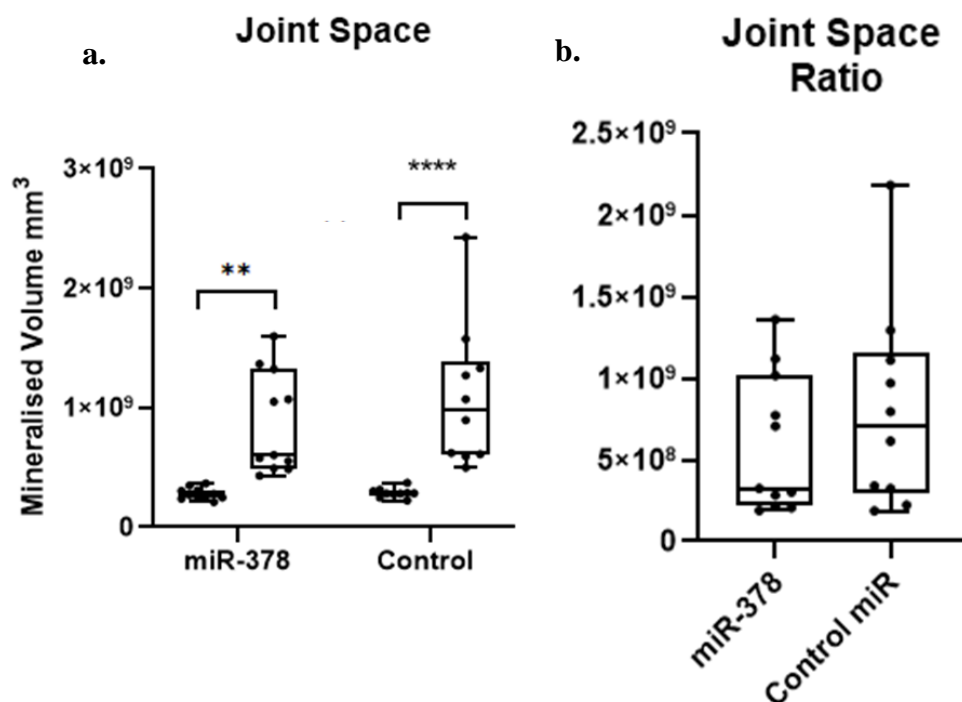 a.
Joint Space
Mineralised Volume mm³
3×10⁹
2×10⁹
1×10⁹
0
**
****
miR-378
Control
b.
Joint Space
Ratio
2.5×10⁹
2×10⁹
1.5×10⁹
1×10⁹
5×10⁸
0
miR-378
Control miR